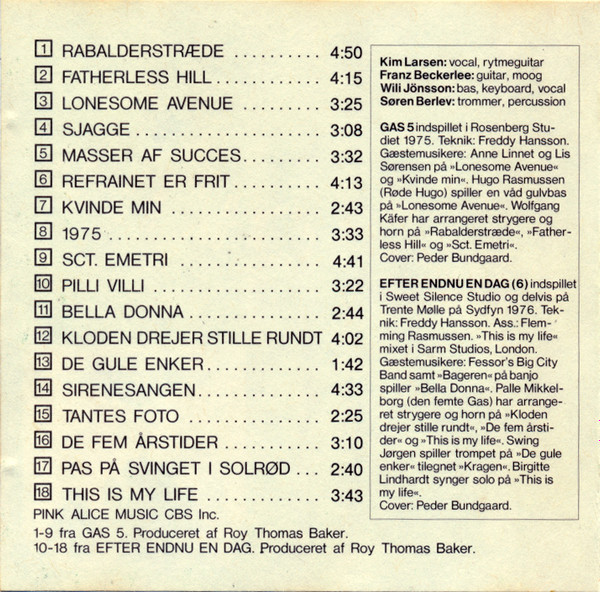 1 RABALDERSTRÆDE ......... 4:50
2 FATHERLESS HILL .......... 4:15
3 LONESOME AVENUE ........ 3:25
4 SJAGGE ................. 3:08
5 MASSER AF SUCCES....... 3:32
6 REFRAINET ER FRIT ........ 4:13
7 KVINDE MIN .............. 2:43
8 1975 .................... 3:33
9 SCT. EMETRI ............. 4:41
10 PILLI VILLI ................ 3:22
11 BELLA DONNA ............ 2:44
12 KLODEN DREJER STILLE RUNDT 4:02
13 DE GULE ENKER........... 1:42
14 SIRENESANGEN ........... 4:33
15 TANTES FOTO ............ 2:25
16 DE FEM ÅRSTIDER ......... 3:10
17 PAS PÅ SVINGET I SOLRØD ... 2:40
18 THIS IS MY LIFE ........... 3:43
PINK ALICE MUSIC CBS Inc.
1-9 fra GAS 5. Produceret af Roy Thomas Baker.
10-18 fra EFTER ENDNU EN DAG. Produceret af Roy Thomas Baker.
Kim Larsen: vocal, rytmeguitar
Franz Beckerlee: guitar, moog
Wili Jönsson: bas, keyboard, vocal
Søren Berlev: trommer, percussion
GAS 5 indspillet i Rosenberg Stu-
diet 1975. Teknik: Freddy Hansson.
Gæstemusikere: Anne Linnet og Lis
Sørensen på »Lonesome Avenue«
og »Kvinde min«. Hugo Rasmussen
(Røde Hugo) spiller en våd gulvbas
på »Lonesome Avenue«. Wolfgang
Käfer har arrangeret strygere og
horn på »Rabalderstræde«, »Father-
less Hill« og »Sct. Emetri«.
Cover: Peder Bundgaard.
EFTER ENDNU EN DAG (6) indspillet
i Sweet Silence Studio og delvis på
Trente Mølle på Sydfyn 1976. Tek-
nik: Freddy Hansson. Ass.: Flem-
ming Rasmussen. »This is my life«
mixet i Sarm Studios, London.
Gæstemusikere: Fessor's Big City
Band samt »Bageren« på banjo
spiller »Bella Donna«. Palle Mikkel-
borg (den femte Gas) har arrange-
ret strygere og horn på »Kloden
drejer stille rundt«, »De fem årsti-
der« og »This is my life«. Swing
Jørgen spiller trompet på »De gule
enker« tilegnet »Kragen«. Birgitte
Lindhardt synger solo på »This is
my life«.
Cover: Peder Bundgaard.